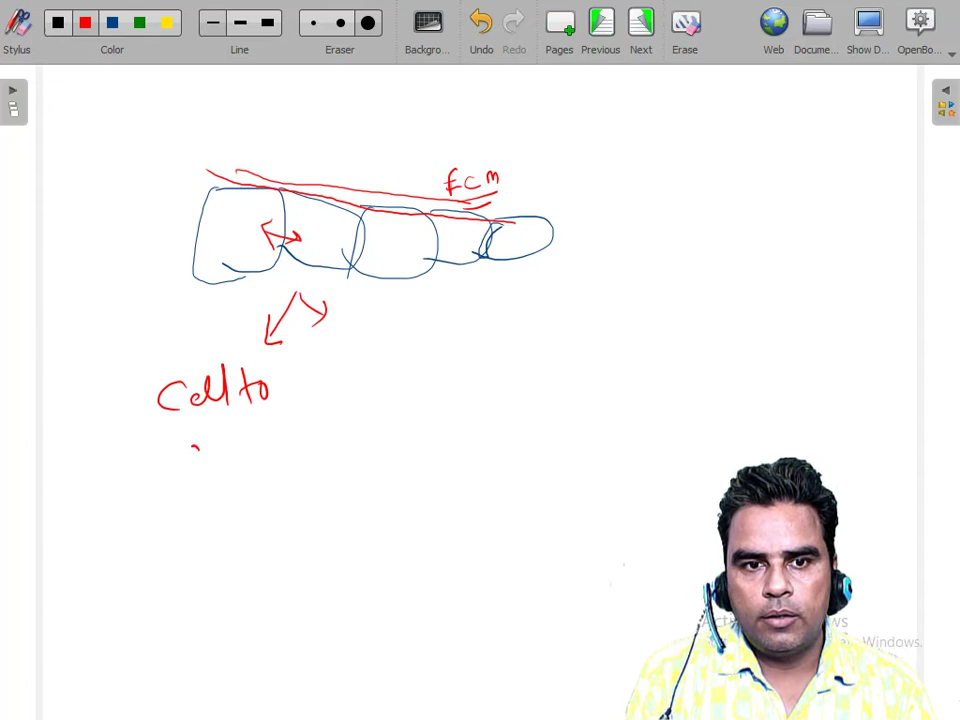 Stylus
Color
Line
Eraser
Backgro...
Undo
Redo
Pages
Previous
Next
Erase
Web
Docume...
Show D...
OpenBo...
ECM
Cell to